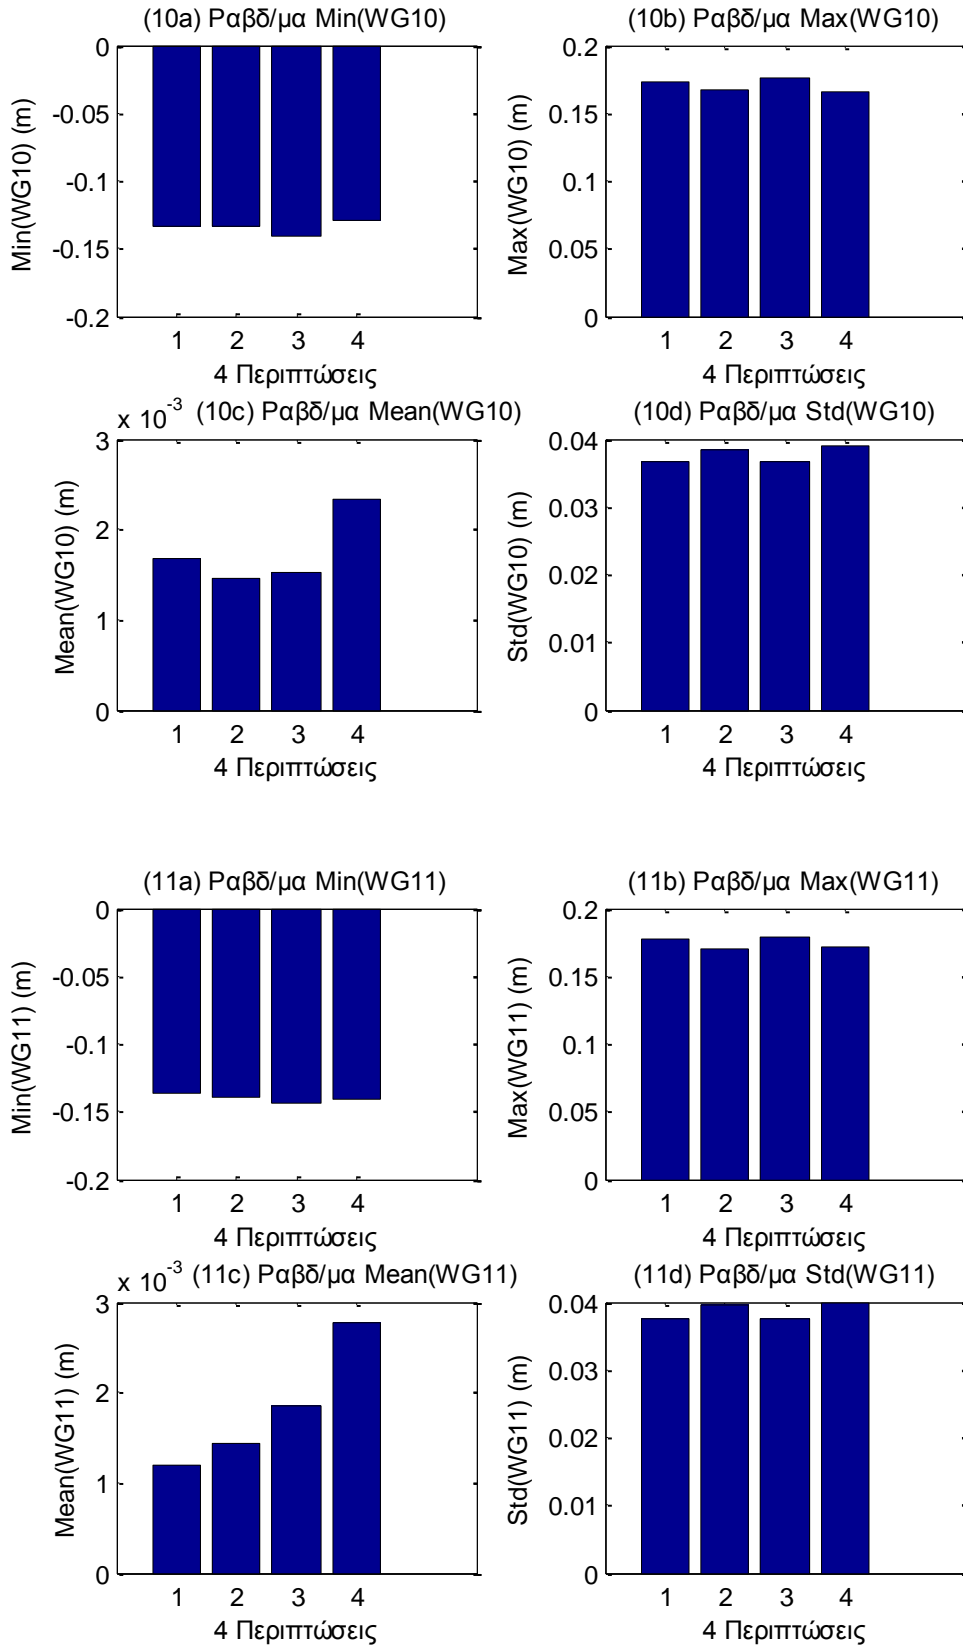 (10a) Ραβδ/μα Min(WG10)
Min(WG10) (m)
0
-0.05
-0.1
-0.15
-0.2
1 2 3 4
4 Περιπτώσεις
(10b) Ραβδ/μα Max(WG10)
Max(WG10) (m)
0.2
0.15
0.1
0.05
0
1 2 3 4
4 Περιπτώσεις
x 10-3 (10c) Ραβδ/μα Mean(WG10)
Mean(WG10) (m)
3
2
1
0
1 2 3 4
4 Περιπτώσεις
(10d) Ραβδ/μα Std(WG10)
Std(WG10) (m)
0.04
0.03
0.02
0.01
0
1 2 3 4
4 Περιπτώσεις
(11a) Ραβδ/μα Min(WG11)
Min(WG11) (m)
0
-0.05
-0.1
-0.15
-0.2
1 2 3 4
4 Περιπτώσεις
(11b) Ραβδ/μα Max(WG11)
Max(WG11) (m)
0.2
0.15
0.1
0.05
0
1 2 3 4
4 Περιπτώσεις
x 10-3 (11c) Ραβδ/μα Mean(WG11)
Mean(WG11) (m)
3
2
1
0
1 2 3 4
4 Περιπτώσεις
(11d) Ραβδ/μα Std(WG11)
Std(WG11) (m)
0.04
0.03
0.02
0.01
0
1 2 3 4
4 Περιπτώσεις